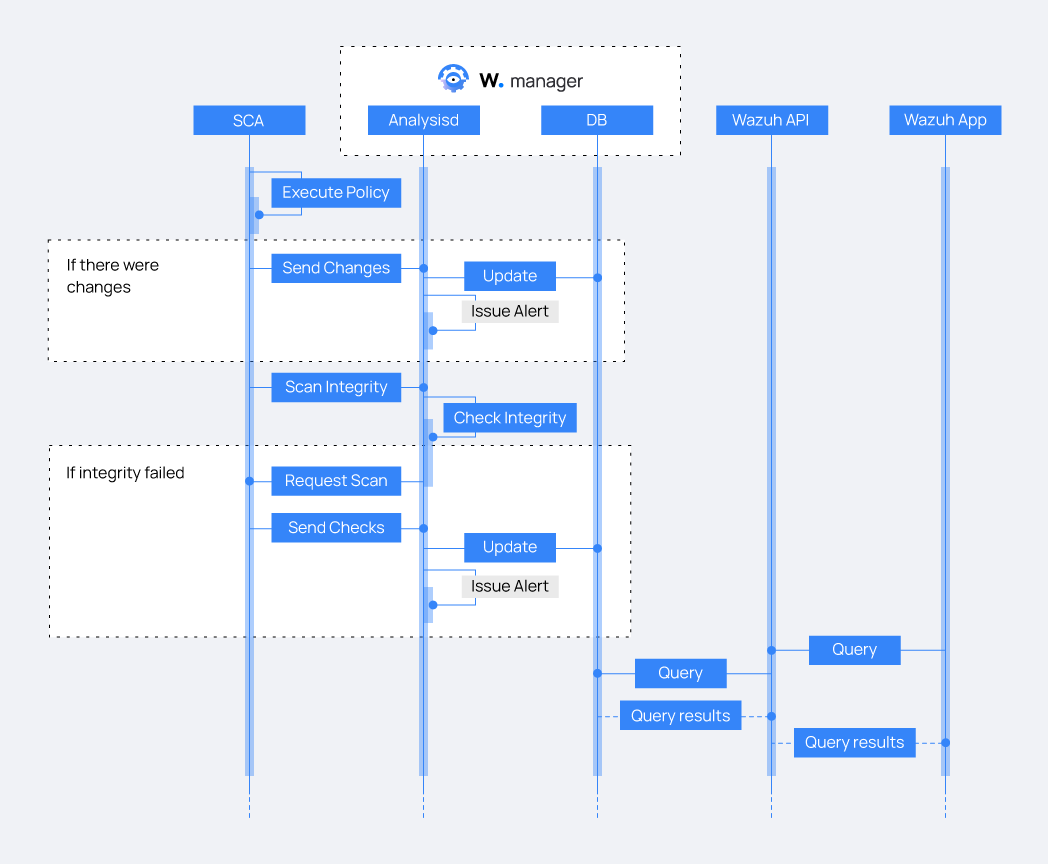 W. manager
SCA
Analysisd
DB
Wazuh API
Wazuh App
Execute Policy
If there were
changes
Send Changes
Update
Issue Alert
Scan Integrity
Check Integrity
If integrity failed
Request Scan
Send Checks
Update
Issue Alert
Query
Query
Query results
Query results